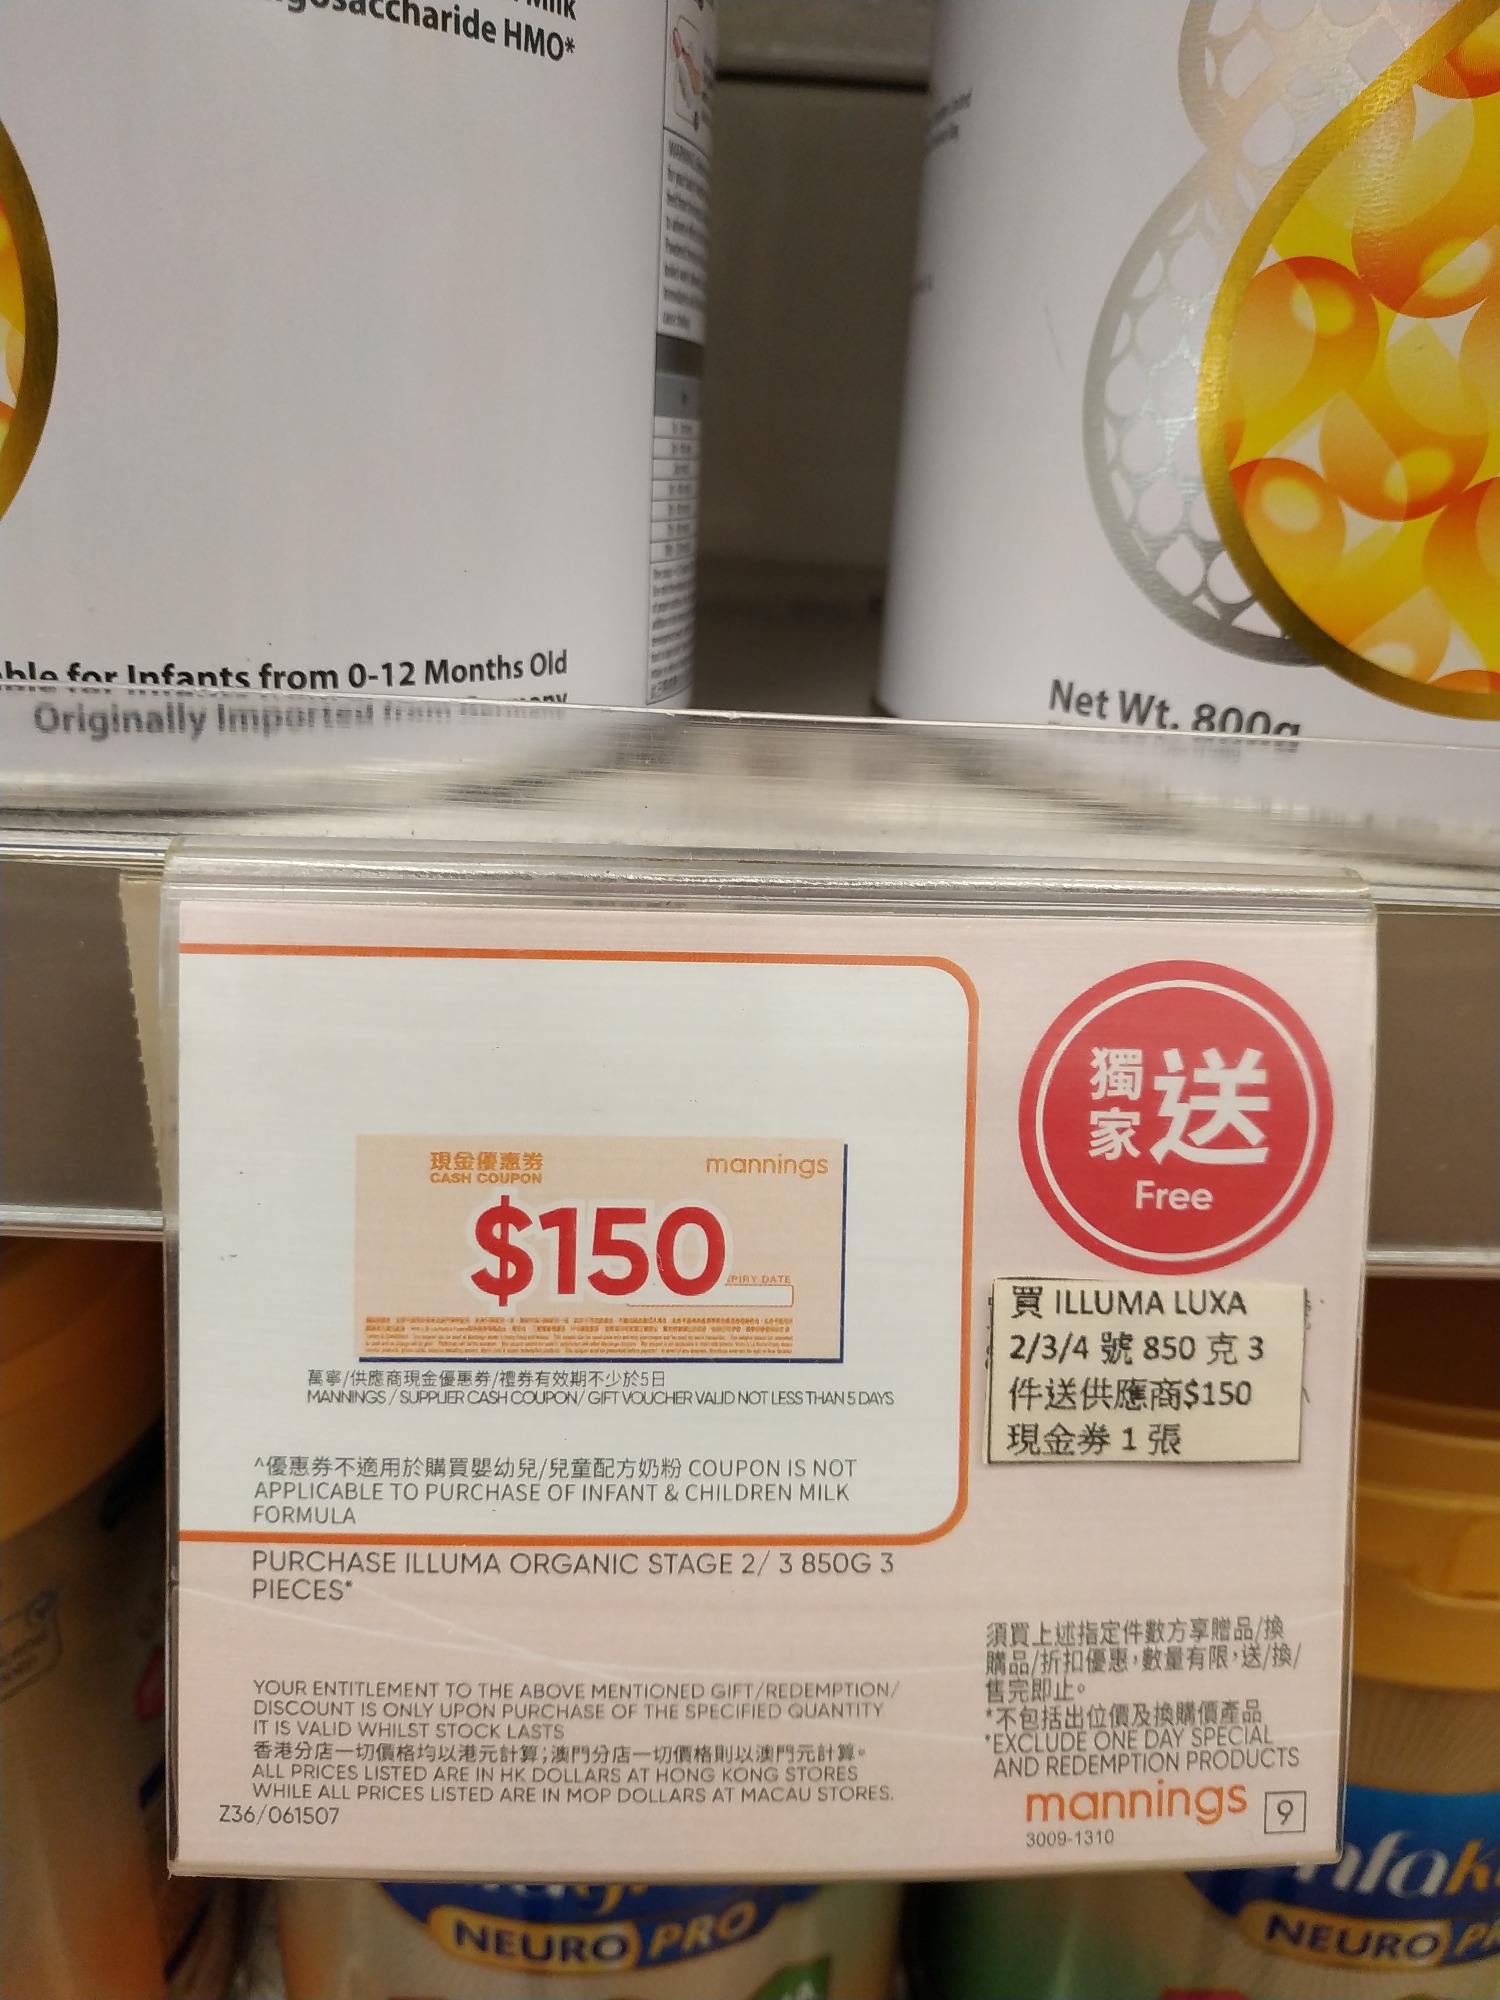 Milk
saccharide HMO*
for Infants from 0-12 Months Old
Originally Imported from Germany
Net Wt. 800g
現金優惠券
CASH COUPON
mannings
$150
PIRY DATE
萬寧/供應商現金優惠券/禮券有效期不少於5日
MANNINGS / SUPPLIER CASH COUPON/ GIFT VOUCHER VALID NOT LESS THAN 5 DAYS
^優惠券不適用於購買嬰幼兒/兒童配方奶粉 COUPON IS NOT
APPLICABLE TO PURCHASE OF INFANT & CHILDREN MILK
FORMULA
PURCHASE ILLUMA ORGANIC STAGE 2/ 3 850G 3
PIECES*
YOUR ENTITLEMENT TO THE ABOVE MENTIONED GIFT/REDEMPTION/
DISCOUNT IS ONLY UPON PURCHASE OF THE SPECIFIED QUANTITY
IT IS VALID WHILST STOCK LASTS
香港分店一切價格均以港元計算;澳門分店一切價格則以澳門元計算。
ALL PRICES LISTED ARE IN HK DOLLARS AT HONG KONG STORES
WHILE ALL PRICES LISTED ARE IN MOP DOLLARS AT MACAU STORES.
Z36/061507
獨家送
Free
買 ILLUMA LUXA
2/3/4 號 850 克 3
件送供應商$150
現金券 1 張
須買上述指定件數方享贈品/換
購品/折扣優惠,數量有限,送/換/
售完即止。
*不包括出位價及換購價產品
*EXCLUDE ONE DAY SPECIAL
AND REDEMPTION PRODUCTS
mannings 9
3009-1310
NEURO PRO
NEURO